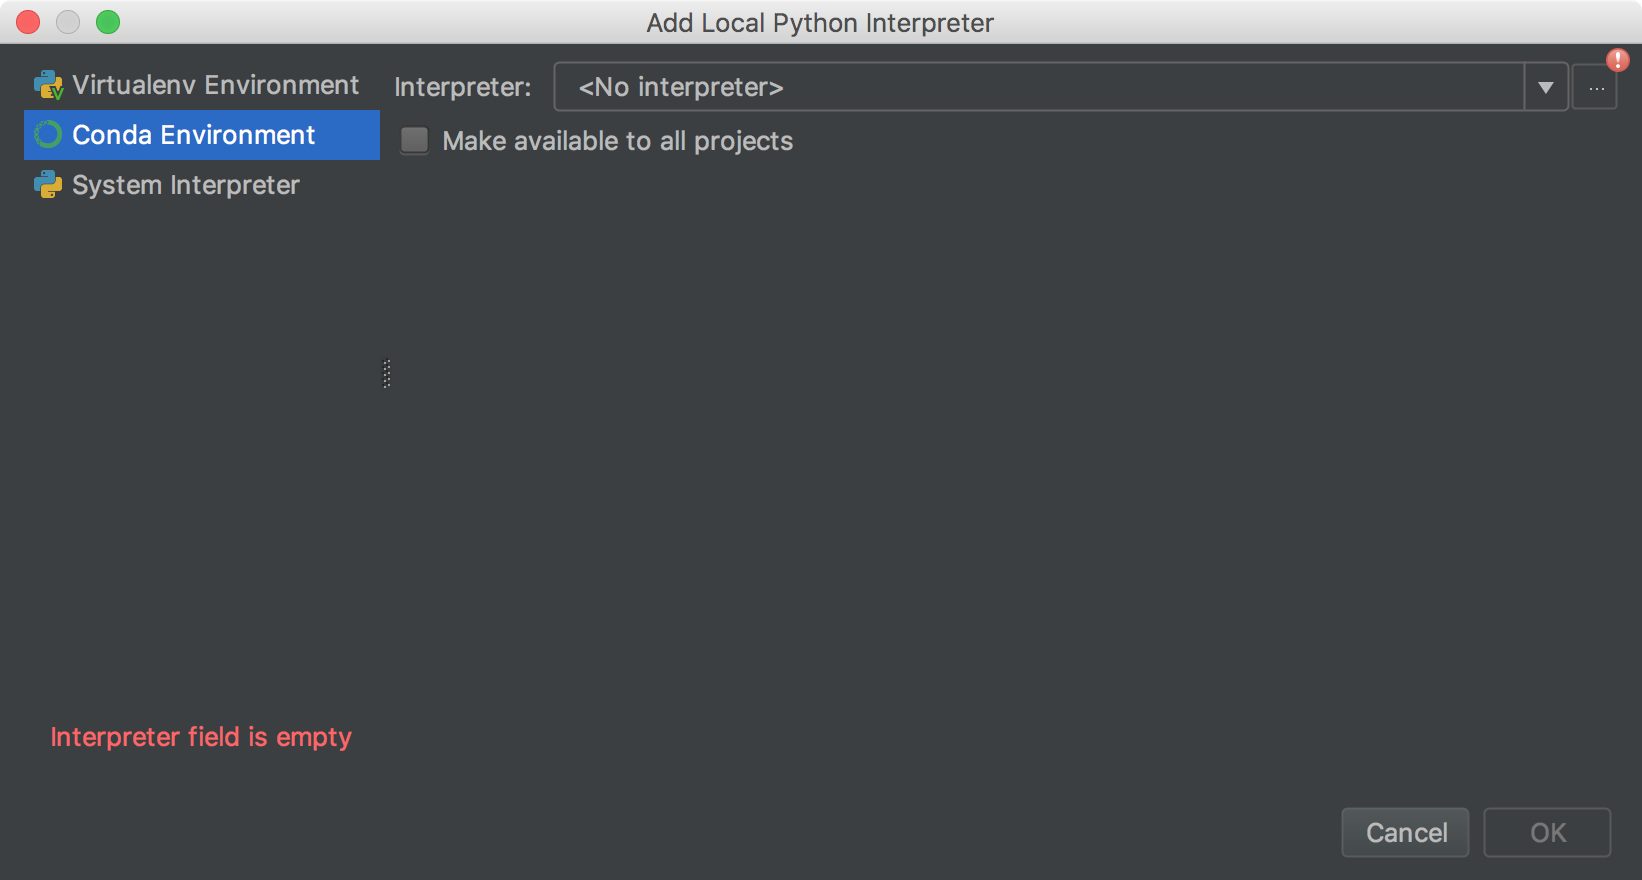 Add Local Python Interpreter
Virtualenv Environment
Conda Environment
System Interpreter
Interpreter: <No interpreter> ...
Make available to all projects
Interpreter field is empty
Cancel OK